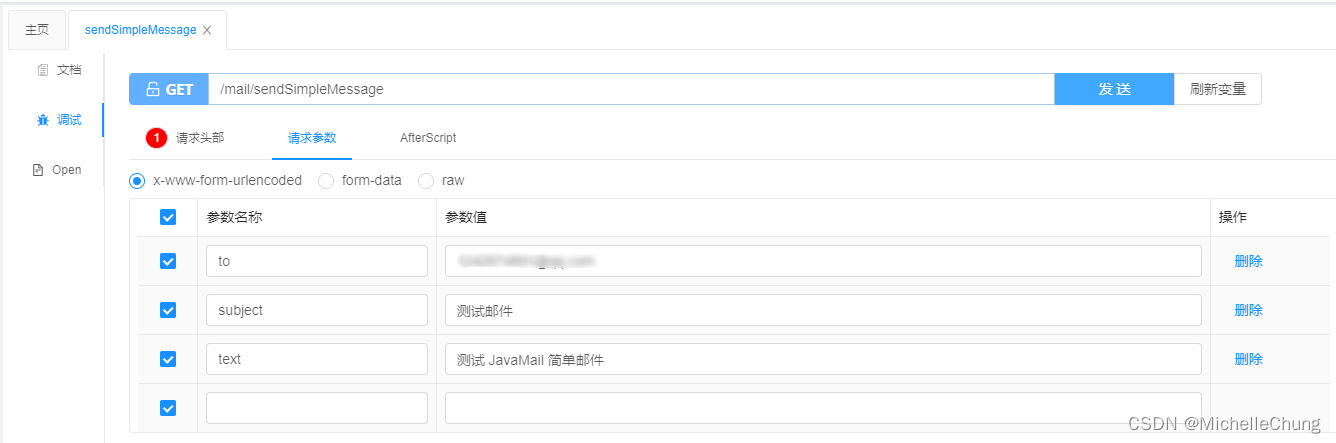 主页 sendSimpleMessage
文档
GET /mail/sendSimpleMessage 发 送 刷新变量
调试
1 请求头部 请求参数 AfterScript
Open
x-www-form-urlencoded form-data raw
参数名称 参数值 操作
to 删除
subject 测试邮件 删除
text 测试 JavaMail 简单邮件 删除
CSDN @MichelleChung